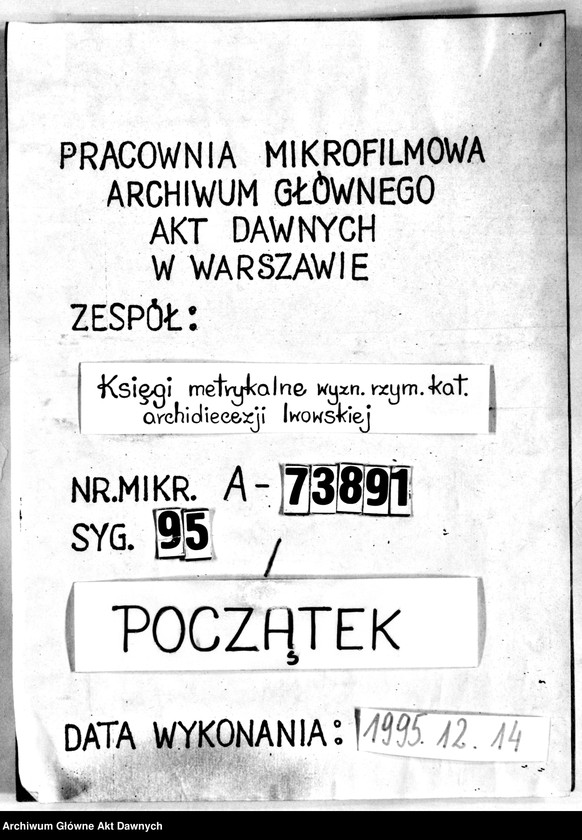 PRACOWNIA MIKROFILMOWA
ARCHIWUM GŁÓWNEGO
AKT DAWNYCH
W WARSZAWIE
ZESPÓŁ:
Księgi metrykalne wyzn. rzym. kat.
archidiecezji lwowskiej
NR. MIKR. A-73891
SYG. 95
/
POCZĄTEK
DATA WYKONANIA: 1995.12.14
Archiwum Główne Akt Dawnych